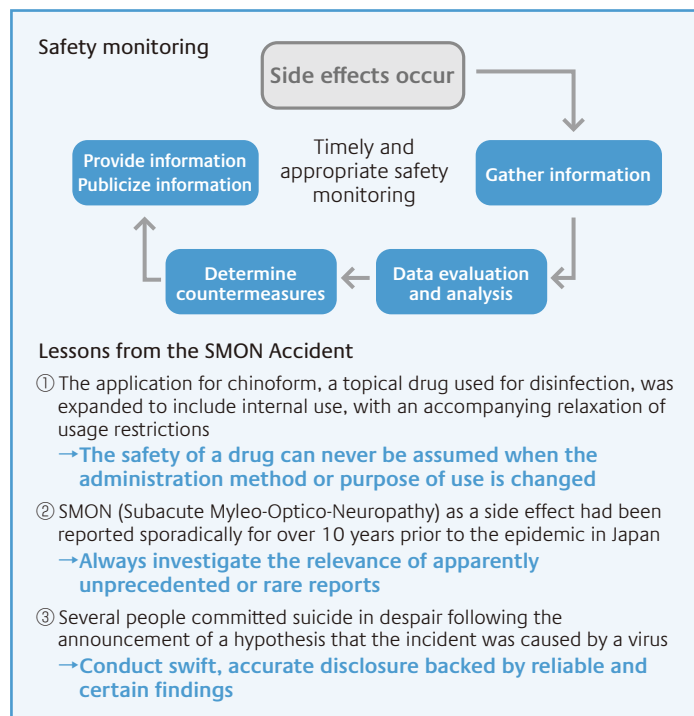 Safety monitoring
Side effects occur
Timely and
appropriate safety
monitoring
Gather information
Data evaluation
and analysis
Determine
countermeasures
Provide information
Publicize information
Lessons from the SMON Accident
① The application for chinoform, a topical drug used for disinfection, was
expanded to include internal use, with an accompanying relaxation of
usage restrictions
→The safety of a drug can never be assumed when the
administration method or purpose of use is changed
② SMON (Subacute Myleo-Optico-Neuropathy) as a side effect had been
reported sporadically for over 10 years prior to the epidemic in Japan
→Always investigate the relevance of apparently
unprecedented or rare reports
③ Several people committed suicide in despair following the
announcement of a hypothesis that the incident was caused by a virus
→Conduct swift, accurate disclosure backed by reliable and
certain findings